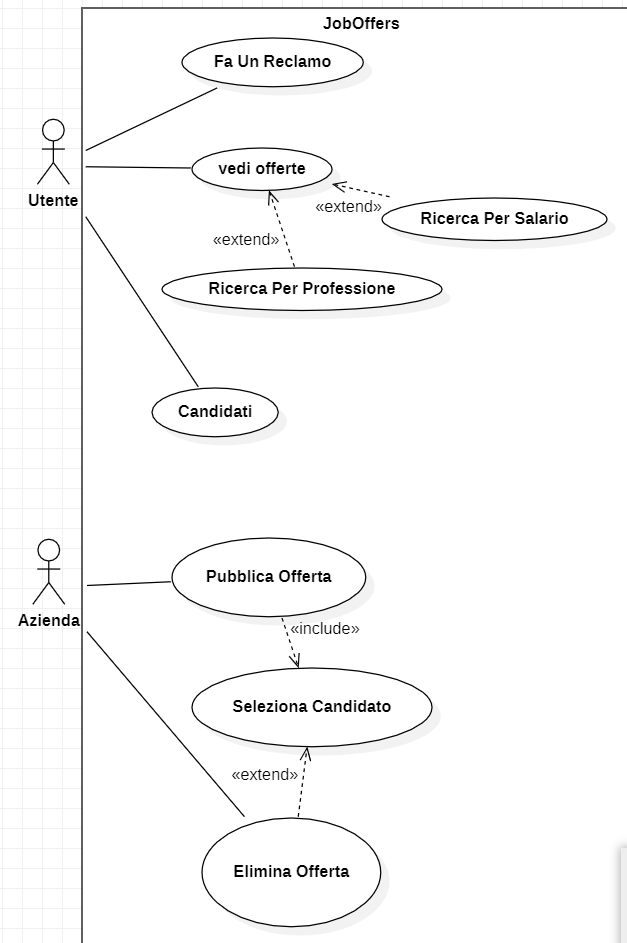 JobOffers
Fa Un Reclamo
Utente
vedi offerte
«extend»
Ricerca Per Salario
«extend»
Ricerca Per Professione
Candidati
Azienda
Pubblica Offerta
«include»
Seleziona Candidato
«extend»
Elimina Offerta